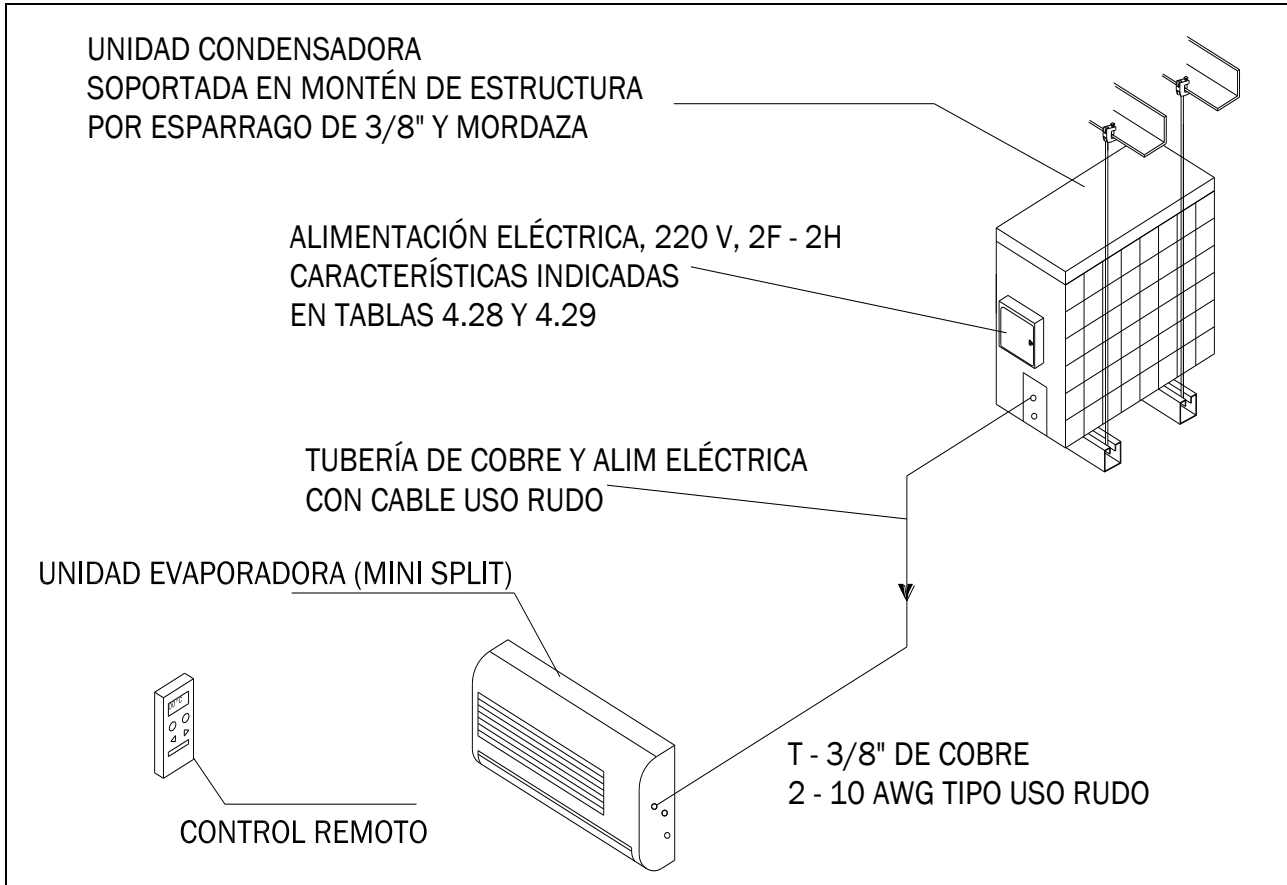 UNIDAD CONDENSADORA
SOPORTADA EN MONTÉN DE ESTRUCTURA
POR ESPARRAGO DE 3/8" Y MORDAZA
ALIMENTACIÓN ELÉCTRICA, 220 V, 2F - 2H
CARACTERÍSTICAS INDICADAS
EN TABLAS 4.28 Y 4.29
TUBERÍA DE COBRE Y ALIM ELÉCTRICA
CON CABLE USO RUDO
UNIDAD EVAPORADORA (MINI SPLIT)
T - 3/8" DE COBRE
2 - 10 AWG TIPO USO RUDO
CONTROL REMOTO